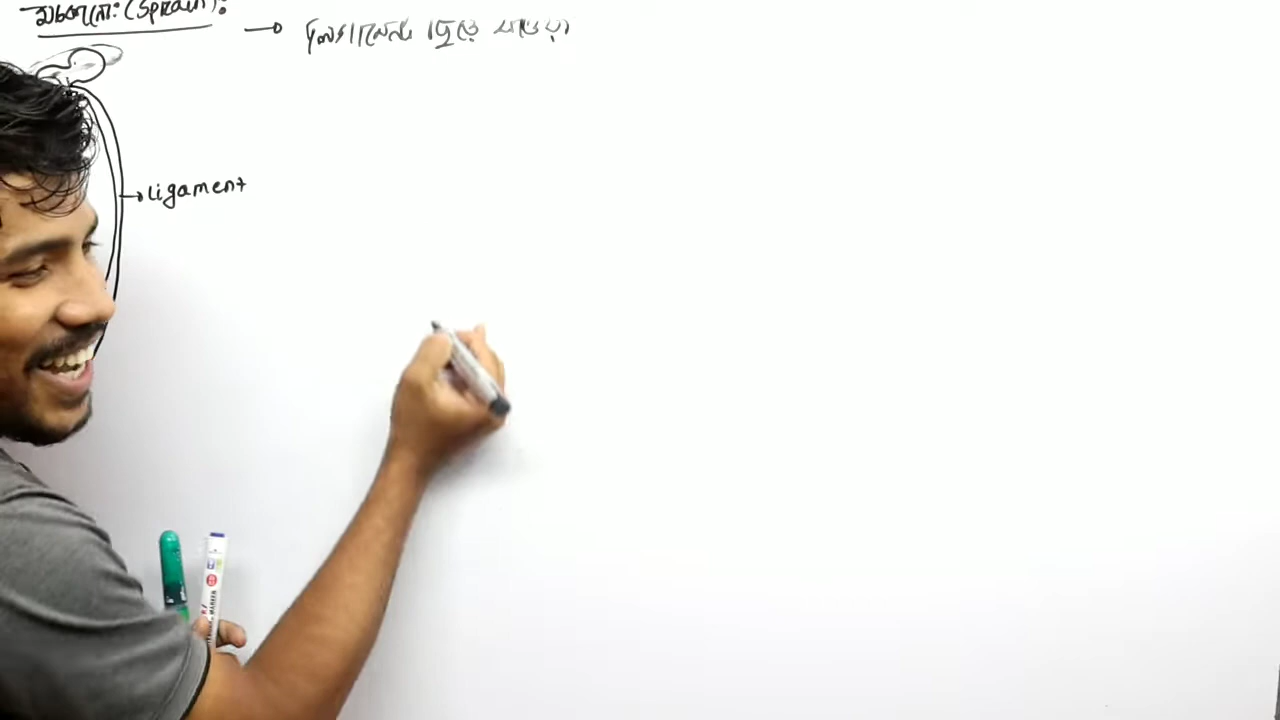 মচকানো: (Sprain):
→ লিগামেন্ট ছিঁড়ে যাওয়া
→ Ligament